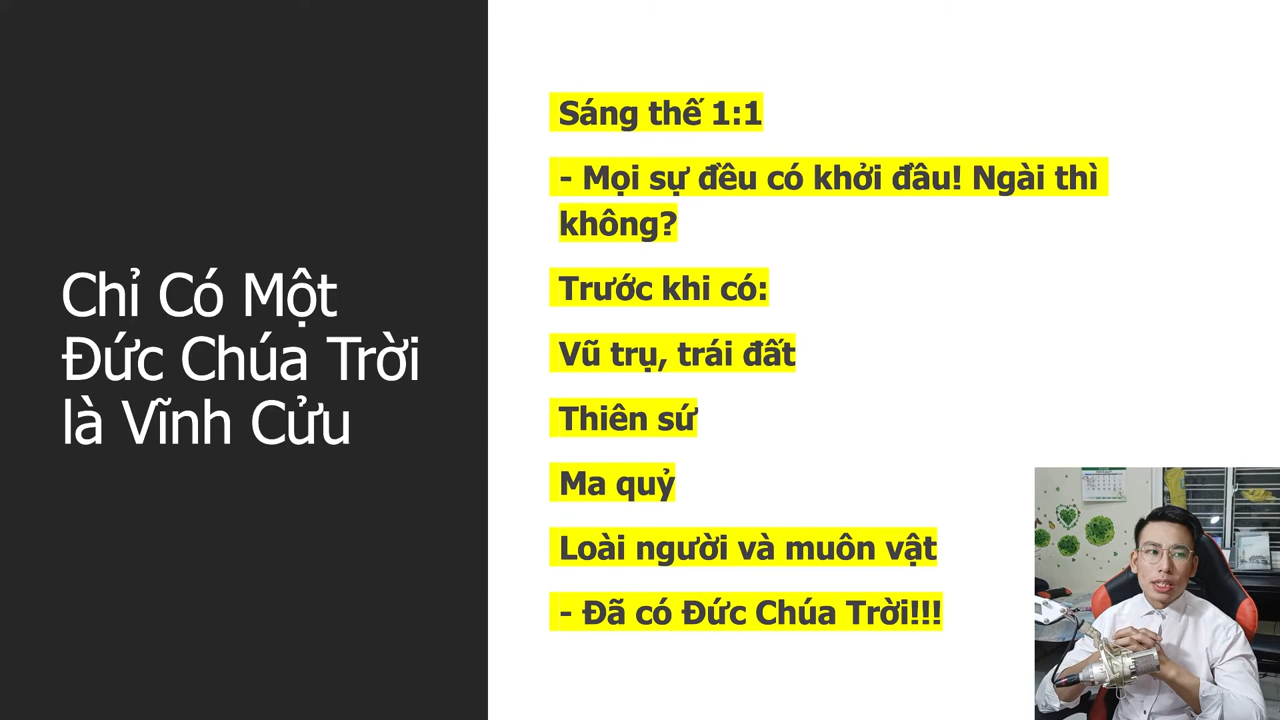 Chỉ Có Một
Đức Chúa Trời
là Vĩnh Cửu
Sáng thế 1:1
- Mọi sự đều có khởi đầu! Ngài thì
không?
Trước khi có:
Vũ trụ, trái đất
Thiên sứ
Ma quỷ
Loài người và muôn vật
- Đã có Đức Chúa Trời!!!